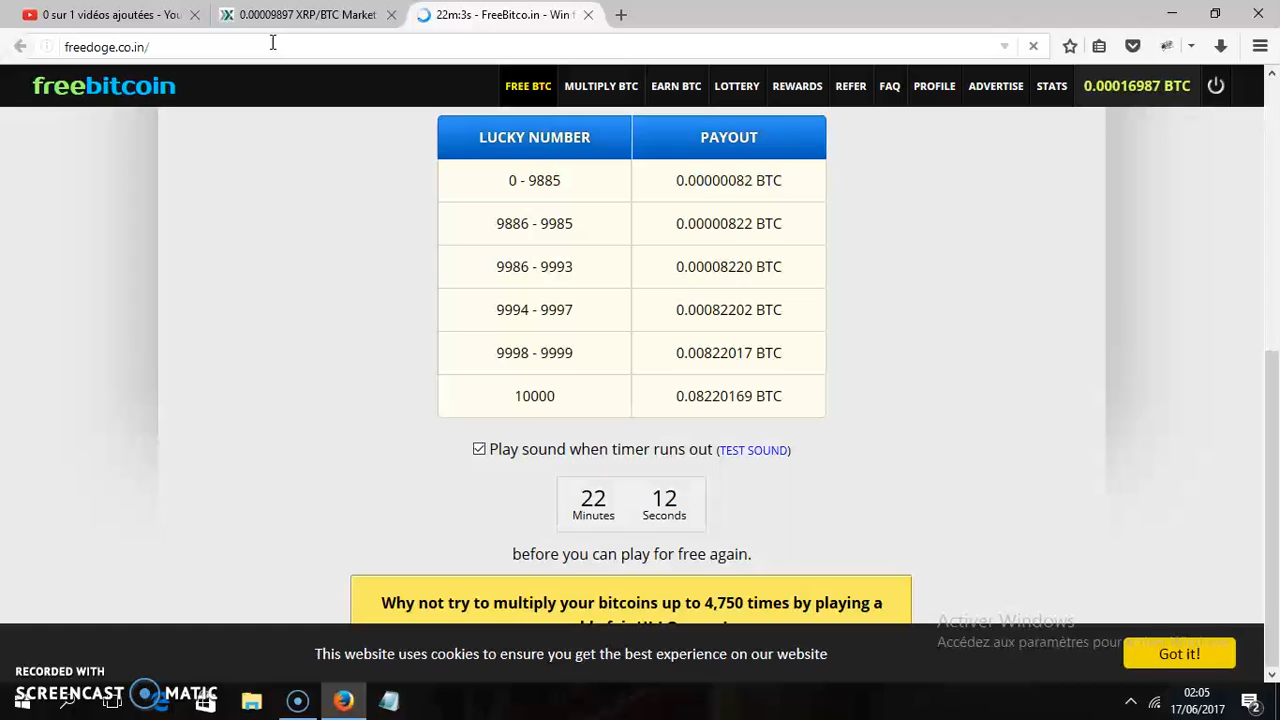 0 sur 1 vidéos ajoutées - You
0.00009897 XRP/BTC Market
22m:3s - FreeBitco.in - Win f
freedoge.co.in/
freebitcoin
FREE BTC MULTIPLY BTC EARN BTC LOTTERY REWARDS REFER FAQ PROFILE ADVERTISE STATS 0.00016987 BTC
LUCKY NUMBER PAYOUT
0 - 9885 0.00000082 BTC
9886 - 9985 0.00000822 BTC
9986 - 9993 0.00008220 BTC
9994 - 9997 0.00082202 BTC
9998 - 9999 0.00822017 BTC
10000 0.08220169 BTC
Play sound when timer runs out (TEST SOUND)
22 12
Minutes Seconds
before you can play for free again.
Why not try to multiply your bitcoins up to 4,750 times by playing a
Activer Windows
Accédez aux paramètres pour
This website uses cookies to ensure you get the best experience on our website
Got it!
RECORDED WITH
SCREENCAST MATIC
02:05
17/06/2017
2